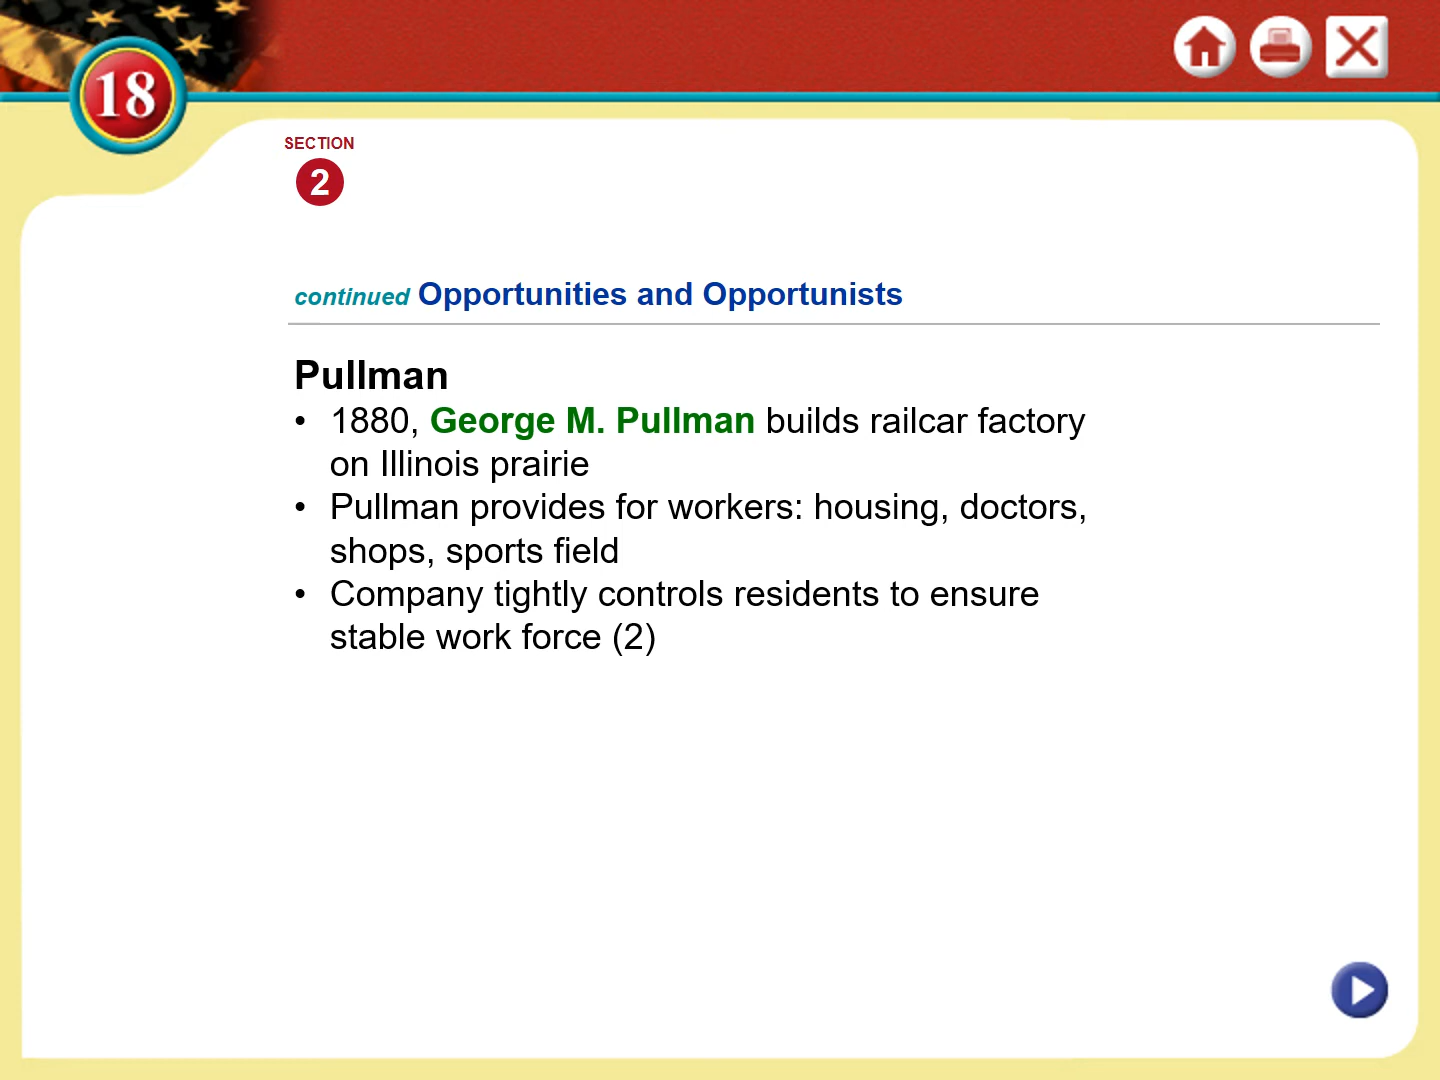 18
SECTION
2
continued Opportunities and Opportunists
Pullman
• 1880, George M. Pullman builds railcar factory
on Illinois prairie
• Pullman provides for workers: housing, doctors,
shops, sports field
• Company tightly controls residents to ensure
stable work force (2)